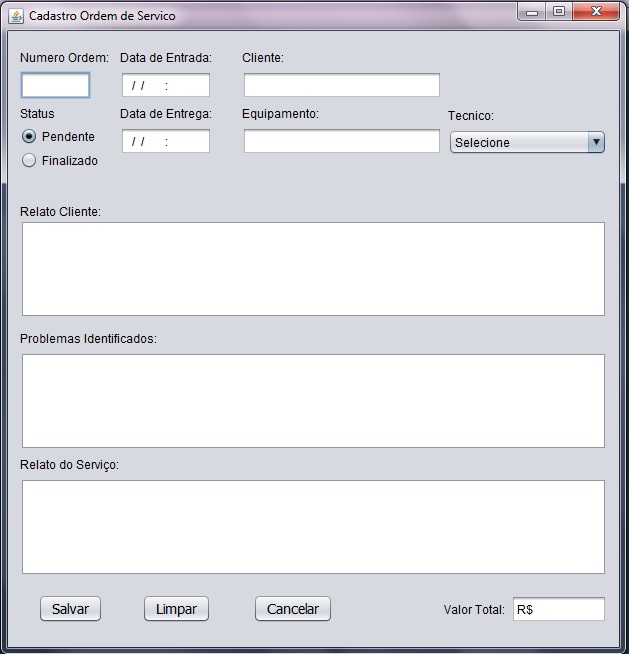 Cadastro Ordem de Servico
Numero Ordem: Data de Entrada: Cliente:
/ / :
Status Data de Entrega: Equipamento: Tecnico:
Pendente / / : Selecione
Finalizado
Relato Cliente:
Problemas Identificados:
Relato do Serviço:
Salvar Limpar Cancelar Valor Total: R$